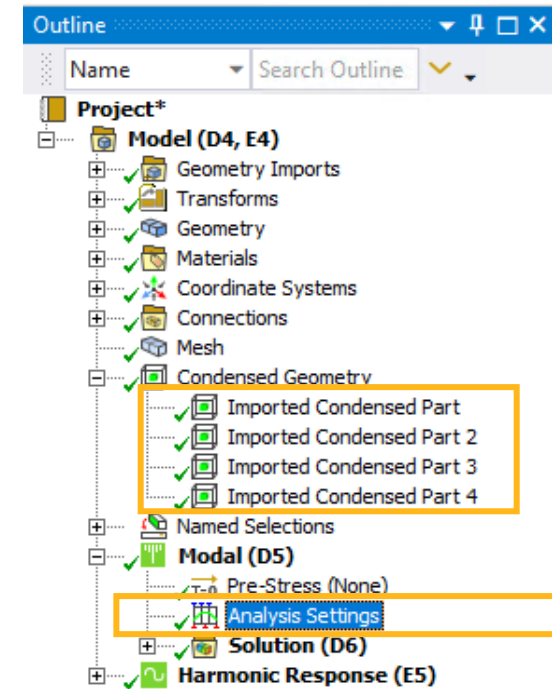 Outline
Name Search Outline
Project*
Model (D4, E4)
Geometry Imports
Transforms
Geometry
Materials
Coordinate Systems
Connections
Mesh
Condensed Geometry
Imported Condensed Part
Imported Condensed Part 2
Imported Condensed Part 3
Imported Condensed Part 4
Named Selections
Modal (D5)
T=0 Pre-Stress (None)
Analysis Settings
Solution (D6)
Harmonic Response (E5)